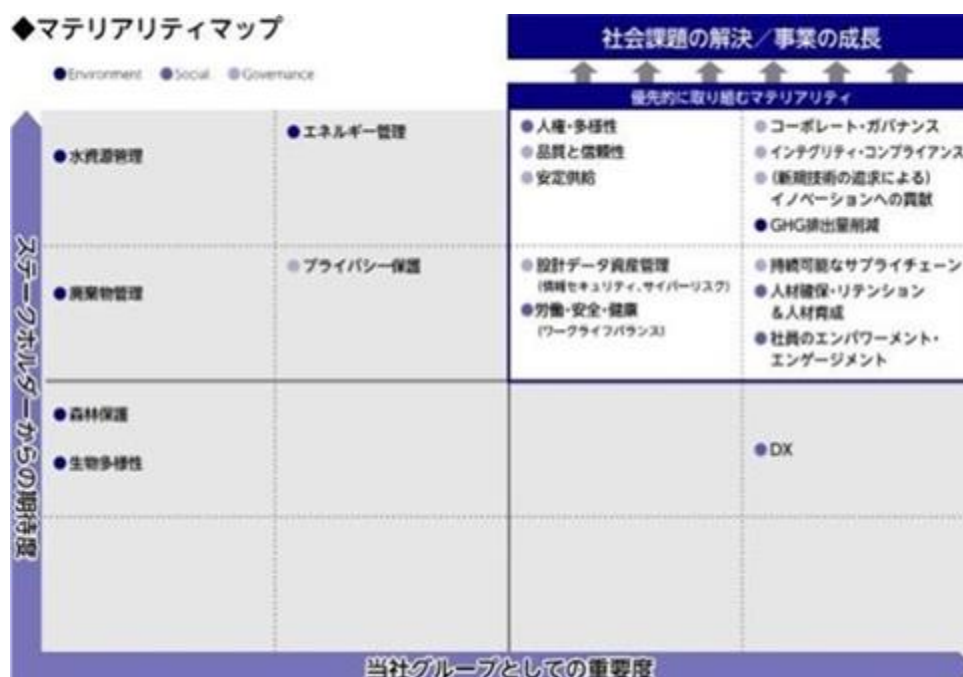 ◆マテリアリティマップ
社会課題の解決／事業の成長
●Environment ●Social ●Governance
優先的に取り組むマテリアリティ
●水資源管理
●エネルギー管理
●人権・多様性
●品質と信頼性
●安定供給
●コーポレート・ガバナンス
●インテグリティ・コンプライアンス
●(新規技術の追求による)
イノベーションへの貢献
●GHG排出量削減
●廃棄物管理
●プライバシー保護
●設計データ資産管理
(情報セキュリティ、サイバーリスク)
●労働・安全・健康
(ワークライフバランス)
●持続可能なサプライチェーン
●人材確保・リテンション
&人材育成
●社員のエンパワーメント・
エンゲージメント
●森林保護
●生物多様性
●DX
ステークホルダーからの期待度
当社グループとしての重要度